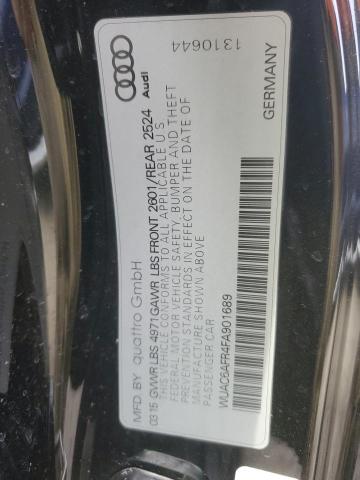 MFD. BY quattro GmbH
03 15 GVWR LBS 4971GAWR LBS FRONT 2601/REAR 2524
THIS VEHICLE CONFORMS TO ALL APPLICABLE U S
FEDERAL MOTOR VEHICLE SAFETY, BUMPER AND THEFT
PREVENTION STANDARDS IN EFFECT ON THE DATE OF
MANUFACTURE SHOWN ABOVE
PASSENGER CAR
WUAC6AFR4FA901689
Audi
1310644
GERMANY